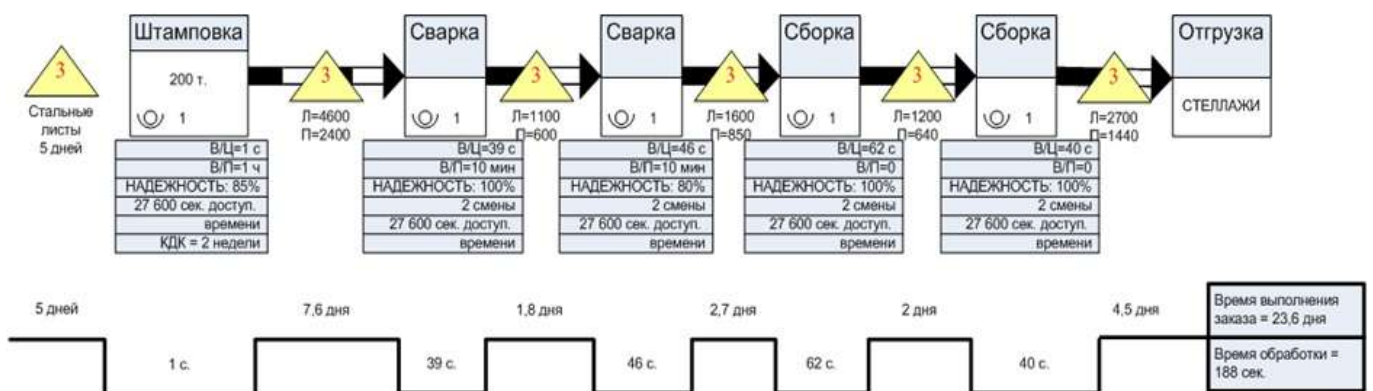 Штамповка
Сварка
Сварка
Сборка
Сборка
Отгрузка
3
Стальные
листы
5 дней
200 т.
1
3
Л=4600
П=2400
1
3
Л=1100
П=600
1
3
Л=1600
П=850
1
3
Л=1200
П=640
1
3
Л=2700
П=1440
СТЕЛЛАЖИ
В/Ц=1 с
В/П=1 ч
НАДЕЖНОСТЬ: 85%
27 600 сек. доступ.
времени
КДК = 2 недели
В/Ц=39 с
В/П=10 мин
НАДЕЖНОСТЬ: 100%
2 смены
27 600 сек. доступ.
времени
В/Ц=46 с
В/П=10 мин
НАДЕЖНОСТЬ: 80%
2 смены
27 600 сек. доступ.
времени
В/Ц=62 с
В/П=0
НАДЕЖНОСТЬ: 100%
2 смены
27 600 сек. доступ.
времени
В/Ц=40 с
В/П=0
НАДЕЖНОСТЬ: 100%
2 смены
27 600 сек. доступ.
времени
5 дней
7,6 дня
1,8 дня
2,7 дня
2 дня
4,5 дня
Время выполнения
заказа = 23,6 дня
1 с.
39 с.
46 с.
62 с.
40 с.
Время обработки =
188 сек.